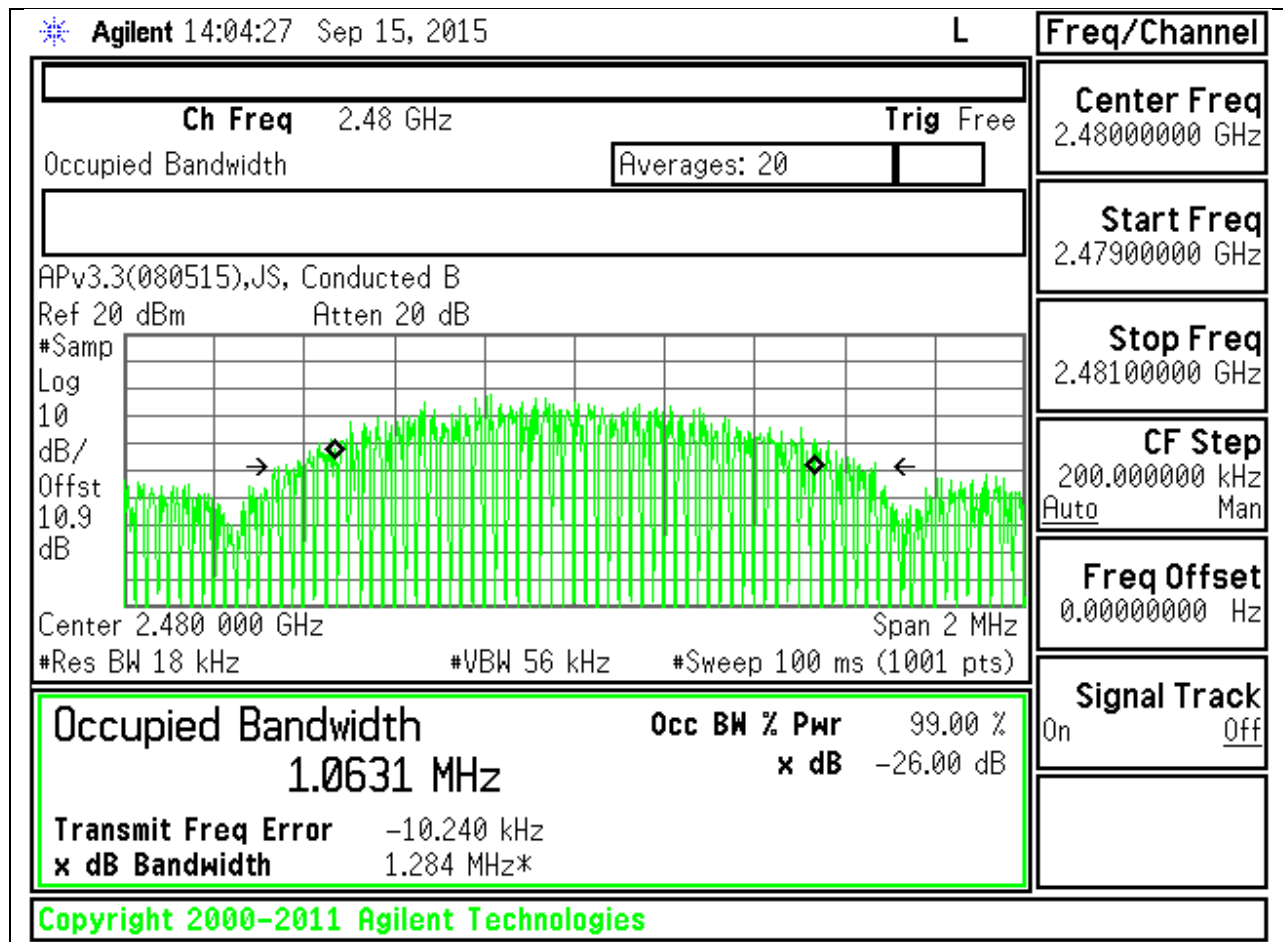 Agilent 14:04:27 Sep 15, 2015 L
Ch Freq 2.48 GHz Trig Free
Occupied Bandwidth Averages: 20
APv3.3(080515),JS, Conducted B
Ref 20 dBm Atten 20 dB
#Samp
Log
10
dB/
Offst
10.9
dB
Center 2.480 000 GHz Span 2 MHz
#Res BW 18 kHz #VBW 56 kHz #Sweep 100 ms (1001 pts)
Occupied Bandwidth Occ BW % Pwr 99.00 %
1.0631 MHz x dB -26.00 dB
Transmit Freq Error -10.240 kHz
x dB Bandwidth 1.284 MHz*
Copyright 2000-2011 Agilent Technologies
Freq/Channel
Center Freq
2.48000000 GHz
Start Freq
2.47900000 GHz
Stop Freq
2.48100000 GHz
CF Step
200.000000 kHz
Auto Man
Freq Offset
0.00000000 Hz
Signal Track
On Off